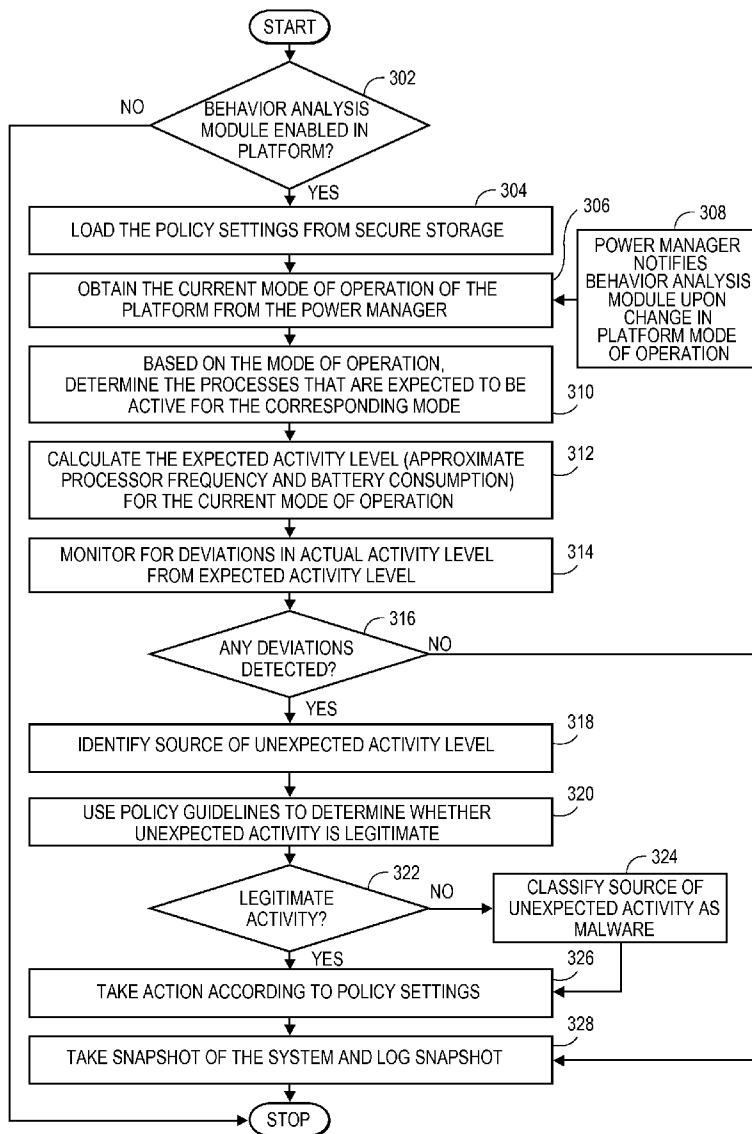 START
302
NO
BEHAVIOR ANALYSIS
MODULE ENABLED IN
PLATFORM?
YES
304
LOAD THE POLICY SETTINGS FROM SECURE STORAGE
306
308
OBTAIN THE CURRENT MODE OF OPERATION OF THE
PLATFORM FROM THE POWER MANAGER
POWER MANAGER
NOTIFIES
BEHAVIOR ANALYSIS
MODULE UPON
CHANGE IN
PLATFORM MODE
OF OPERATION
BASED ON THE MODE OF OPERATION,
DETERMINE THE PROCESSES THAT ARE EXPECTED TO BE
ACTIVE FOR THE CORRESPONDING MODE
310
CALCULATE THE EXPECTED ACTIVITY LEVEL (APPROXIMATE
PROCESSOR FREQUENCY AND BATTERY CONSUMPTION)
FOR THE CURRENT MODE OF OPERATION
312
MONITOR FOR DEVIATIONS IN ACTUAL ACTIVITY LEVEL
FROM EXPECTED ACTIVITY LEVEL
314
316
ANY DEVIATIONS
DETECTED?
NO
YES
IDENTIFY SOURCE OF UNEXPECTED ACTIVITY LEVEL
318
USE POLICY GUIDELINES TO DETERMINE WHETHER
UNEXPECTED ACTIVITY IS LEGITIMATE
320
322
LEGITIMATE
ACTIVITY?
NO
324
CLASSIFY SOURCE OF
UNEXPECTED ACTIVITY AS
MALWARE
YES
326
TAKE ACTION ACCORDING TO POLICY SETTINGS
328
TAKE SNAPSHOT OF THE SYSTEM AND LOG SNAPSHOT
STOP